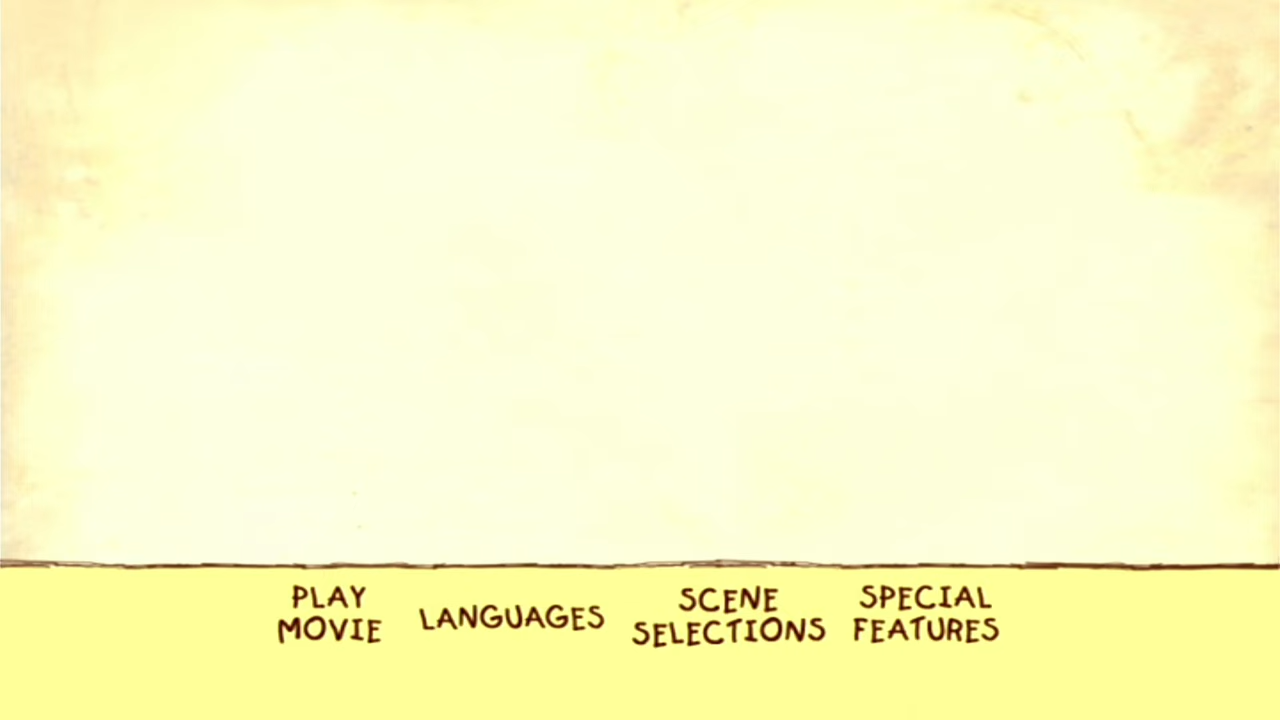 PLAY
MOVIE
LANGUAGES
SCENE
SELECTIONS
SPECIAL
FEATURES